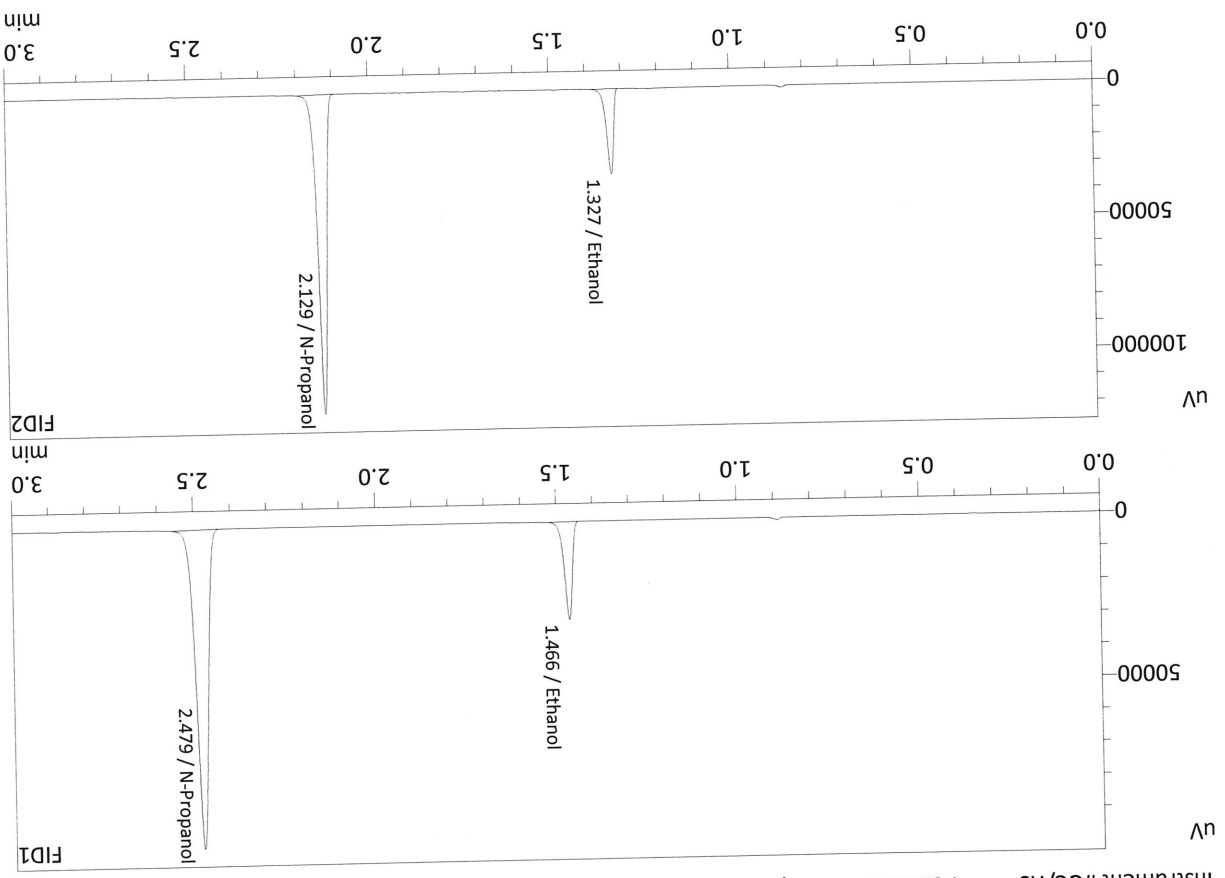 Instrument
uV
FID1
2.479 / N-Propanol
50000
1.466 / Ethanol
0
0.0 0.5 1.0 1.5 2.0 2.5 3.0
min
uV
FID2
100000
2.129 / N-Propanol
50000
1.327 / Ethanol
0
0.0 0.5 1.0 1.5 2.0 2.5 3.0
min